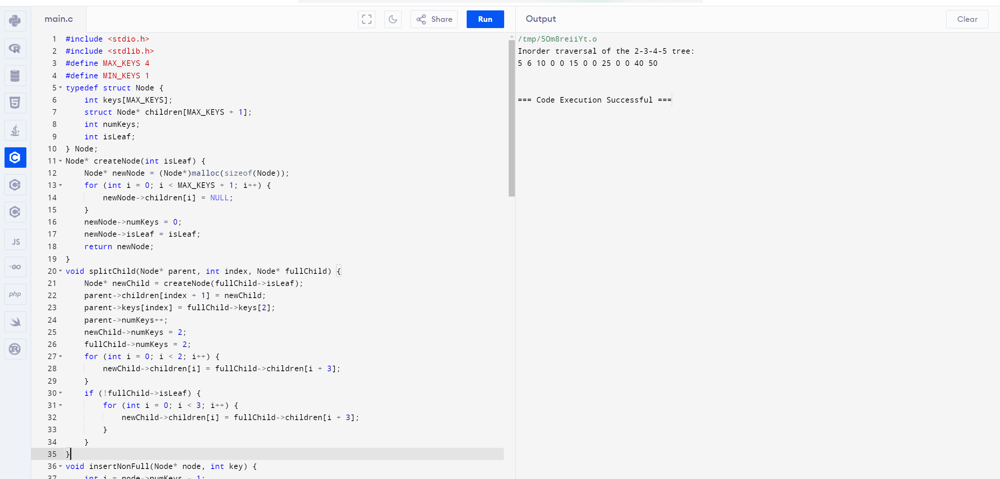 main.c
Share
Run
Output
Clear
1 #include <stdio.h>
2 #include <stdlib.h>
3 #define MAX_KEYS 4
4 #define MIN_KEYS 1
5 typedef struct Node {
6     int keys[MAX_KEYS];
7     struct Node* children[MAX_KEYS + 1];
8     int numKeys;
9     int isLeaf;
10 } Node;
11 Node* createNode(int isLeaf) {
12     Node* newNode = (Node*)malloc(sizeof(Node));
13     for (int i = 0; i < MAX_KEYS + 1; i++) {
14         newNode->children[i] = NULL;
15     }
16     newNode->numKeys = 0;
17     newNode->isLeaf = isLeaf;
18     return newNode;
19 }
20 void splitChild(Node* parent, int index, Node* fullChild) {
21     Node* newChild = createNode(fullChild->isLeaf);
22     parent->children[index + 1] = newChild;
23     parent->keys[index] = fullChild->keys[2];
24     parent->numKeys++;
25     newChild->numKeys = 2;
26     fullChild->numKeys = 2;
27     for (int i = 0; i < 2; i++) {
28         newChild->children[i] = fullChild->children[i + 3];
29     }
30     if (!fullChild->isLeaf) {
31         for (int i = 0; i < 3; i++) {
32             newChild->children[i] = fullChild->children[i + 3];
33         }
34     }
35 }
36 void insertNonFull(Node* node, int key) {
37     int i = node->numKeys - 1;
/tmp/5Om8reiiYt.o
Inorder traversal of the 2-3-4-5 tree:
5 6 10 0 0 15 0 0 25 0 0 40 50
=== Code Execution Successful ===
R
5
C
C
C#
JS
GO
php
R